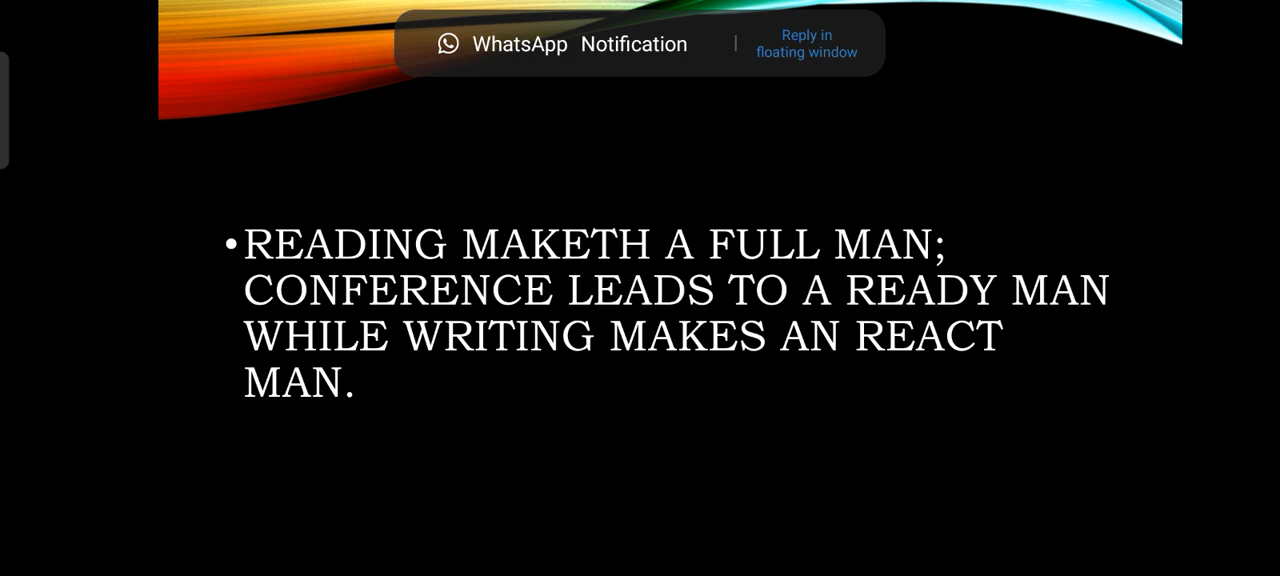 WhatsApp Notification
Reply in
floating window
•READING MAKETH A FULL MAN;
CONFERENCE LEADS TO A READY MAN
WHILE WRITING MAKES AN REACT
MAN.